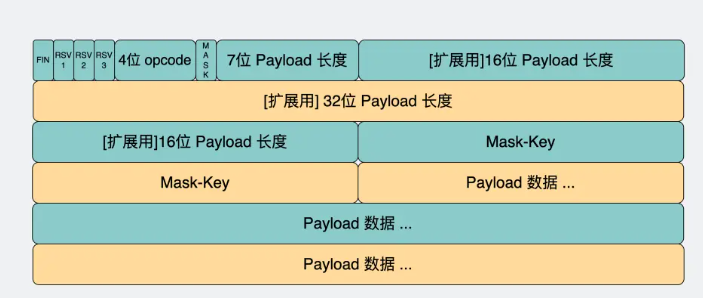 FIN RSV 1 RSV 2 RSV 3 4位 opcode MASK 7位 Payload 长度 [扩展用]16位 Payload 长度
[扩展用] 32位 Payload 长度
[扩展用]16位 Payload 长度 Mask-Key
Mask-Key Payload 数据 ...
Payload 数据 ...
Payload 数据 ...